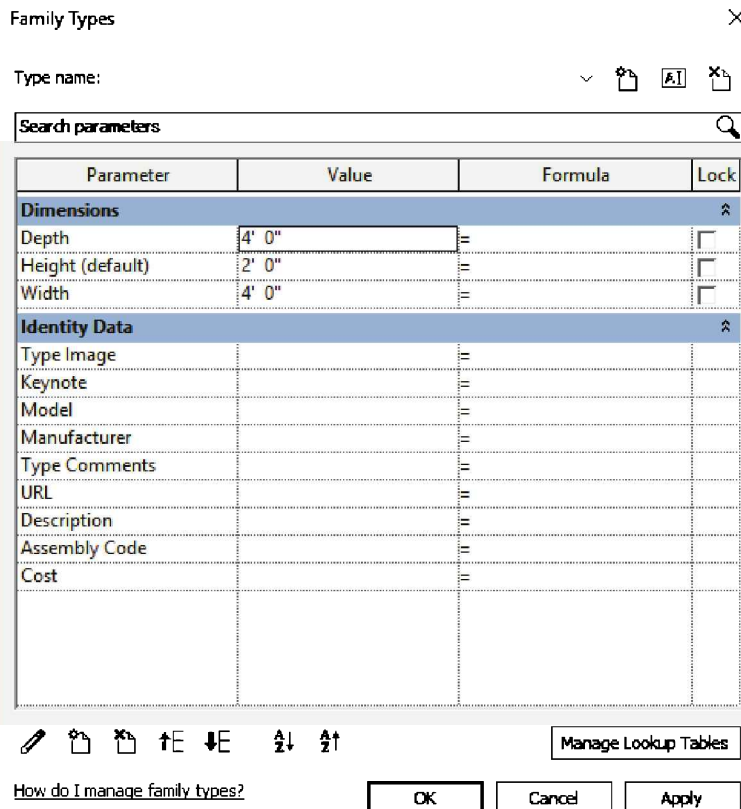 Family Types
Type name:
Search parameters
Parameter Value Formula Lock
Dimensions
Depth 4' 0" =
Height (default) 2' 0" =
Width 4' 0" =
Identity Data
Type Image =
Keynote =
Model =
Manufacturer =
Type Comments =
URL =
Description =
Assembly Code =
Cost =
Manage Lookup Tables
How do I manage family types? OK Cancel Apply